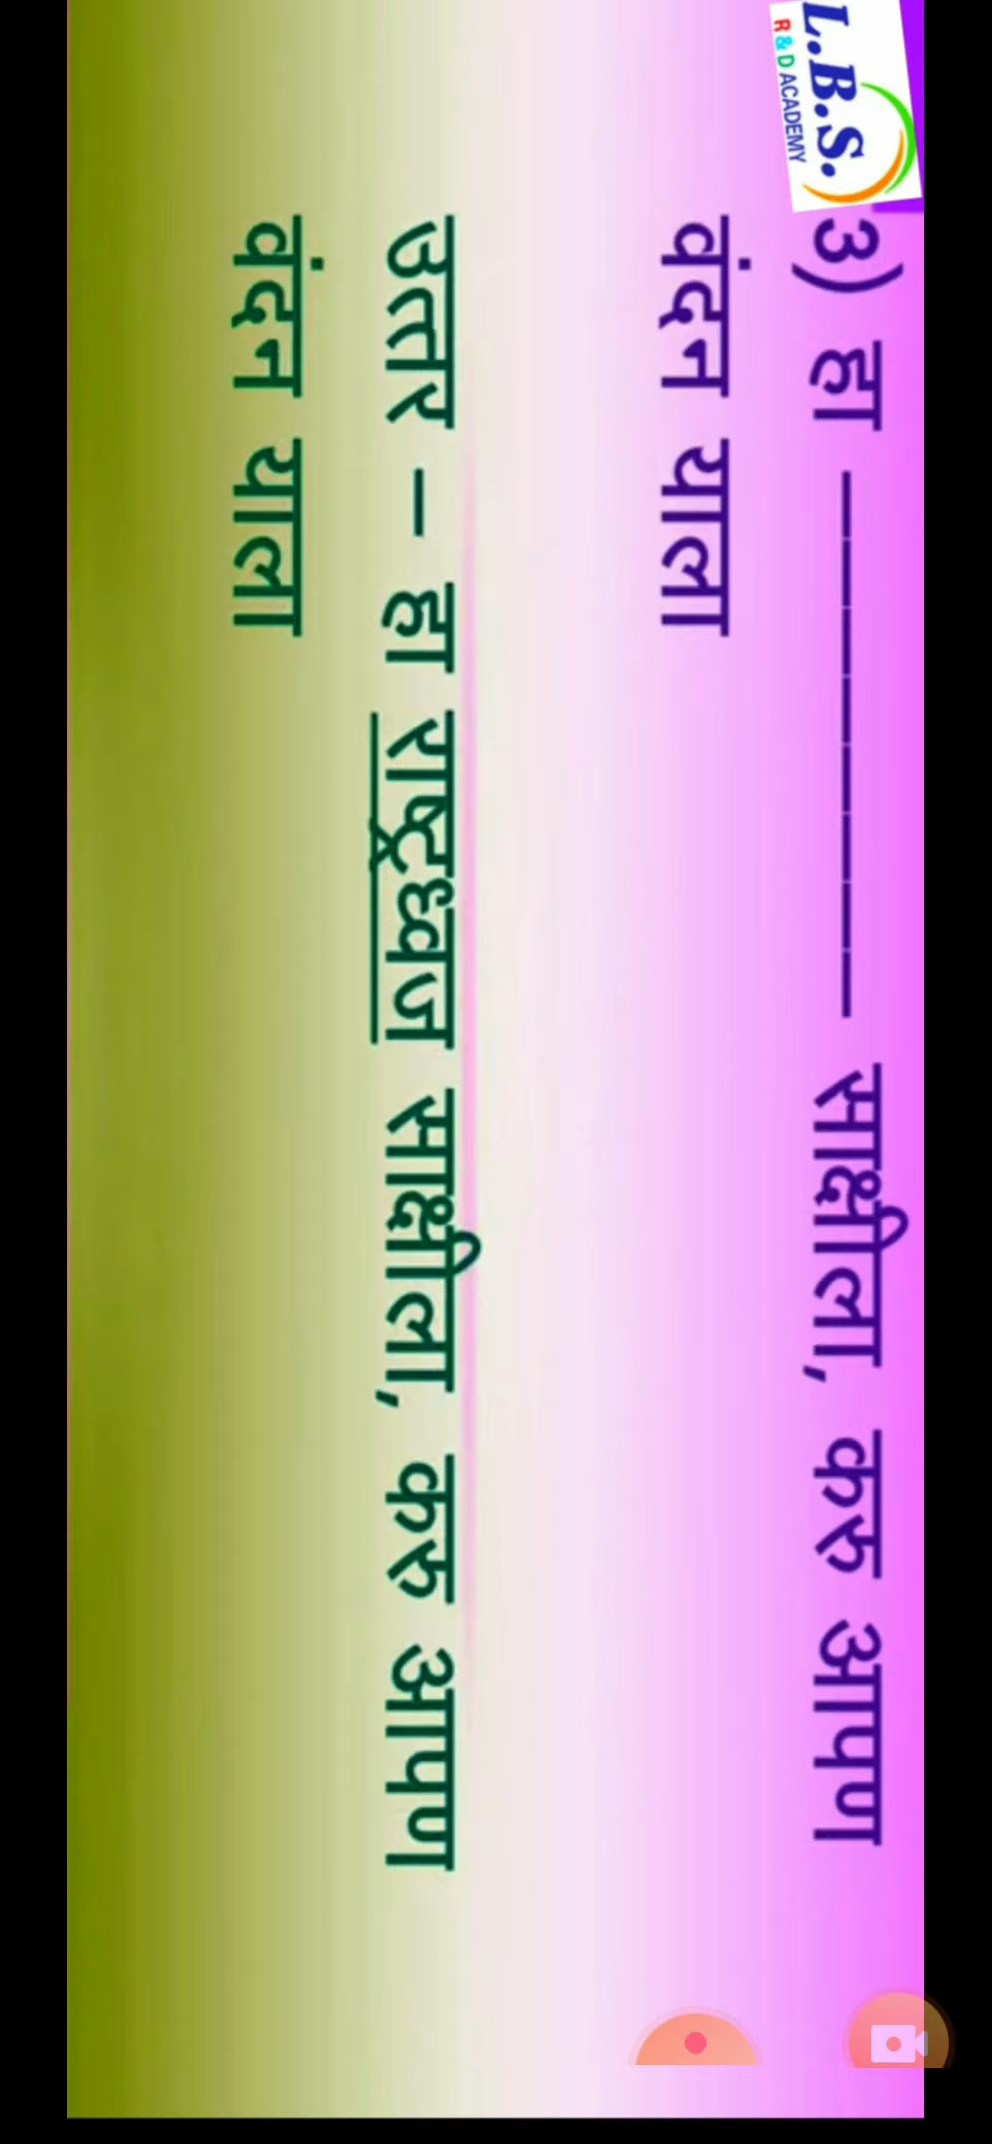 L.B.S.
R & D ACADEMY
3) हा ———————— साक्षीला, करु आपण
वंदन याला
उत्तर – हा राष्ट्रध्वज साक्षीला, करु आपण
वंदन याला